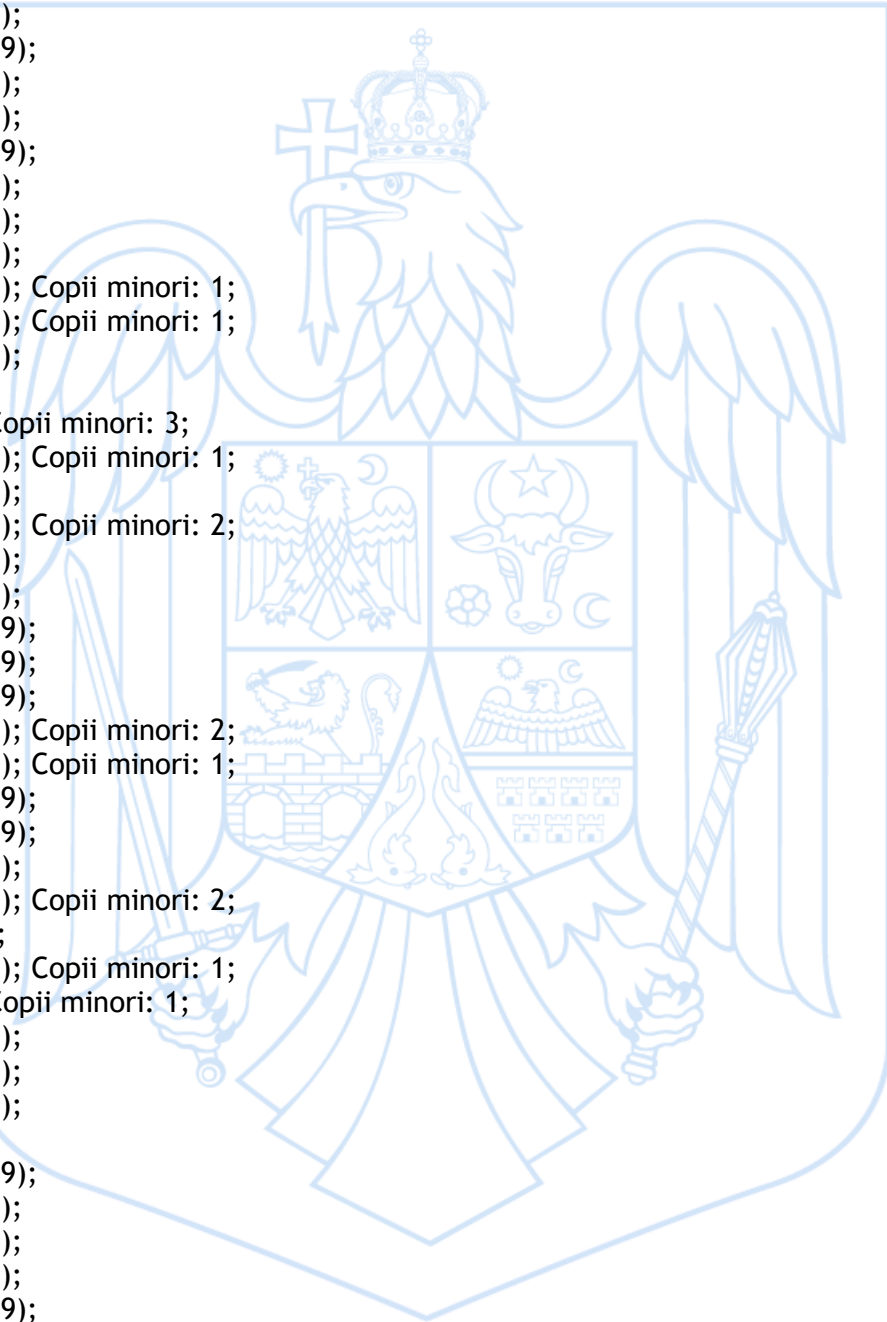 );
9);
);
);
9);
);
);
);
); Copii minori: 1;
); Copii minori: 1;
);
Copii minori: 3;
); Copii minori: 1;
);
); Copii minori: 2;
);
);
9);
9);
9);
); Copii minori: 2;
); Copii minori: 1;
9);
9);
);
); Copii minori: 2;
;
); Copii minori: 1;
Copii minori: 1;
);
);
);
9);
);
);
);
9);